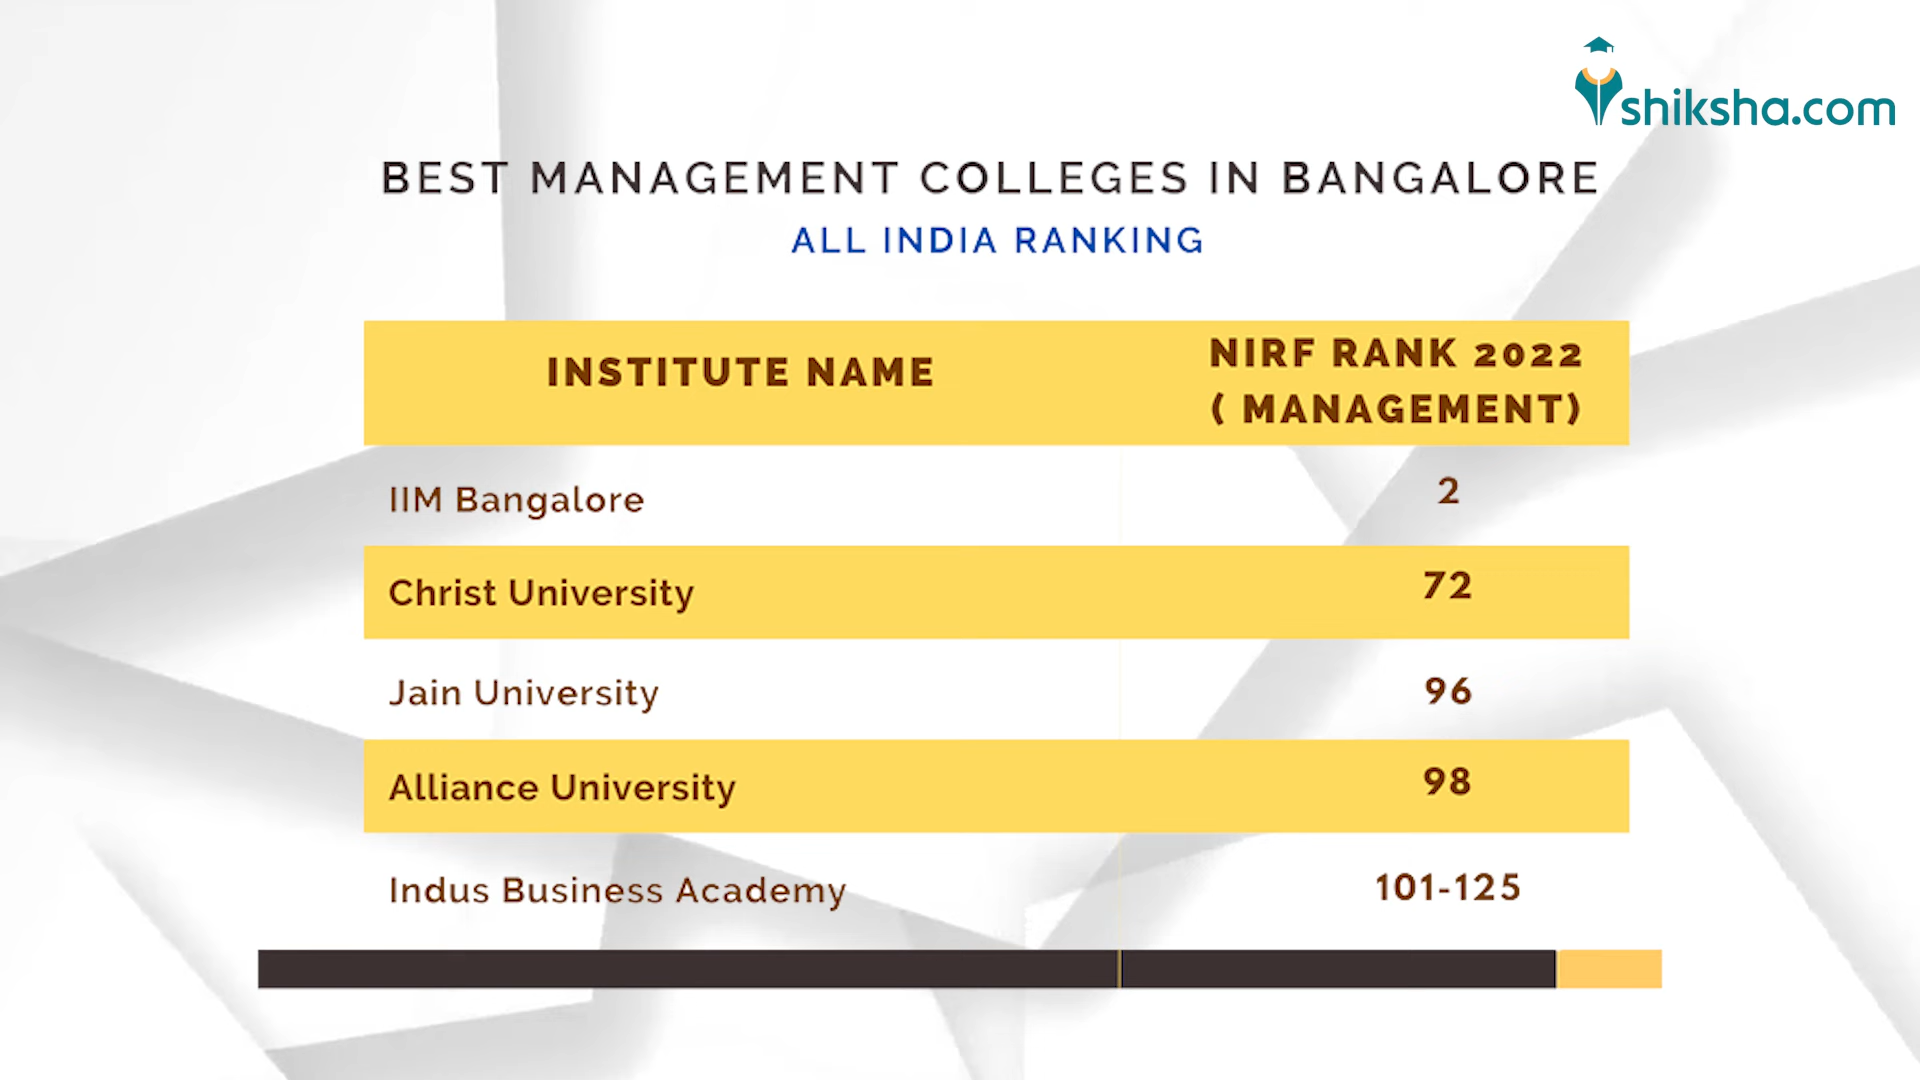 shiksha.com
BEST MANAGEMENT COLLEGES IN BANGALORE
ALL INDIA RANKING
INSTITUTE NAME
NIRF RANK 2022
( MANAGEMENT)
IIM Bangalore 2
Christ University 72
Jain University 96
Alliance University 98
Indus Business Academy 101-125